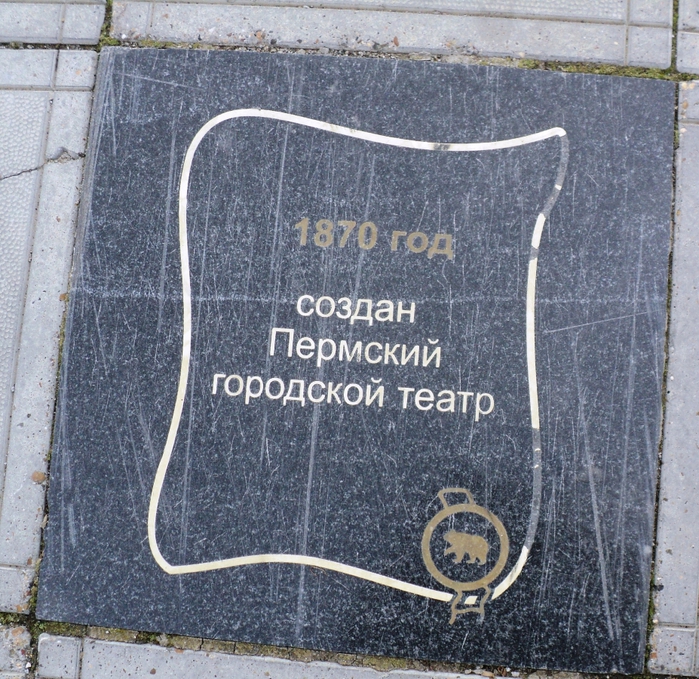 1870 год
создан
Пермский
городской театр